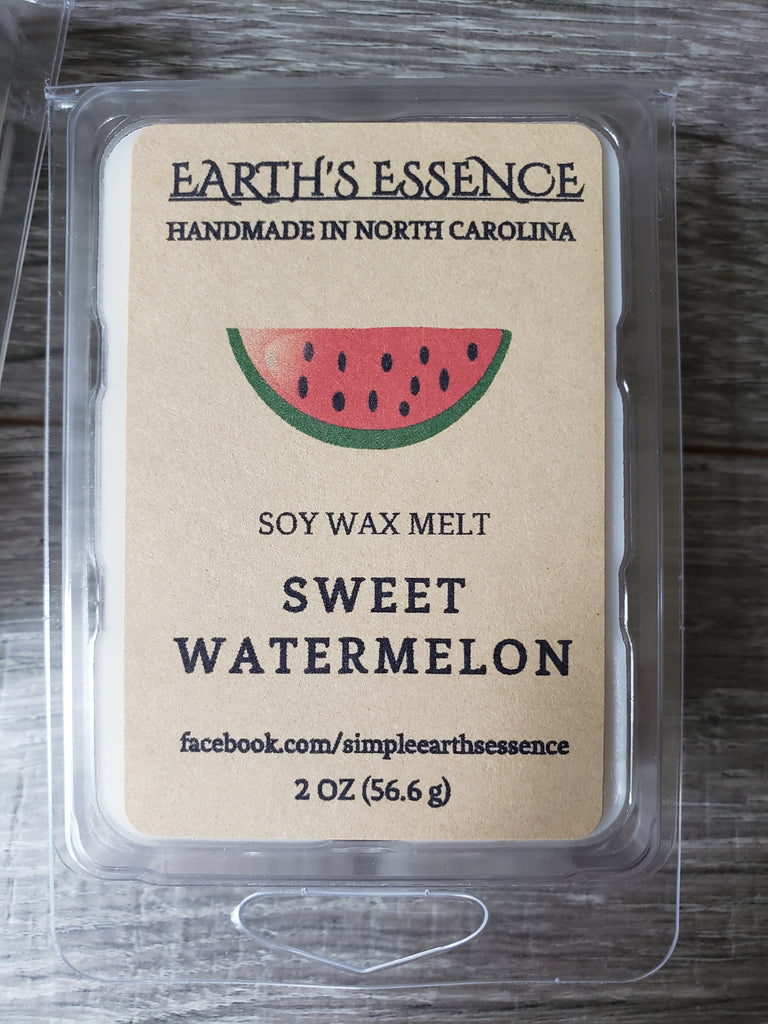 EARTH'S ESSENCE
HANDMADE IN NORTH CAROLINA
SOY WAX MELT
SWEET
WATERMELON
facebook.com/simpleearthsessence
2 OZ (56.6 g)